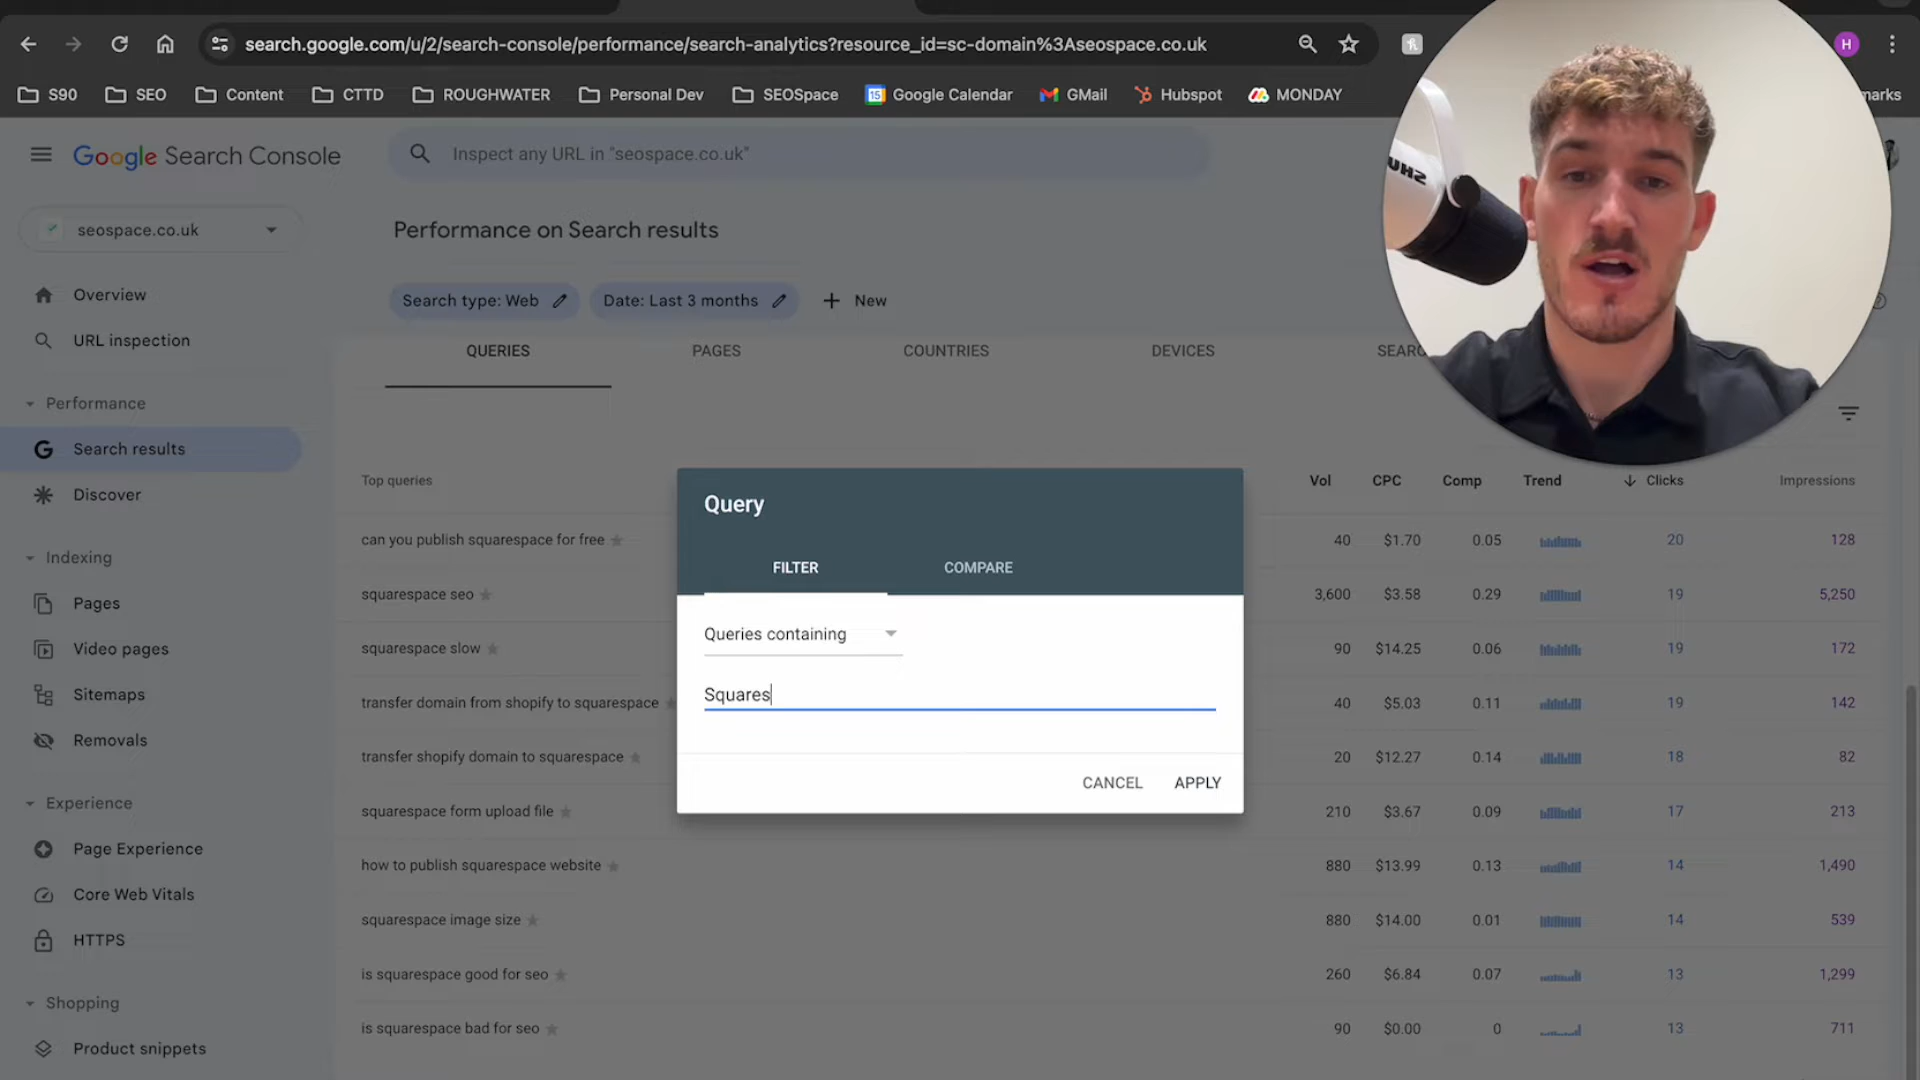 search.google.com/u/2/search-console/performance/search-analytics?resource_id=sc-domain%3Aseospace.co.uk
H
S90
SEO
Content
CTTD
ROUGHWATER
Personal Dev
SEOSpace
15
Google Calendar
GMail
Hubspot
MONDAY
Google Search Console
Inspect any URL in "seospace.co.uk"
SHU
seospace.co.uk
Performance on Search results
Overview
Search type: Web
Date: Last 3 months
New
URL inspection
QUERIES
PAGES
COUNTRIES
DEVICES
Performance
Search results
Discover
Top queries
Vol
CPC
Comp
Trend
Clicks
Impressions
Query
FILTER
COMPARE
Queries containing
Squares
CANCEL
APPLY
can you publish squarespace for free
40
$1.70
0.05
20
128
Indexing
squarespace seo
3,600
$3.58
0.29
19
5,250
Pages
squarespace slow
90
$14.25
0.06
19
172
Video pages
transfer domain from shopify to squarespace
40
$5.03
0.11
19
142
Sitemaps
transfer shopify domain to squarespace
20
$12.27
0.14
18
82
Removals
squarespace form upload file
210
$3.67
0.09
17
213
Experience
Page Experience
how to publish squarespace website
880
$13.99
0.13
14
1,490
Core Web Vitals
squarespace image size
880
$14.00
0.01
14
539
HTTPS
is squarespace good for seo
260
$6.84
0.07
13
1,299
Shopping
is squarespace bad for seo
90
$0.00
0
13
711
Product snippets